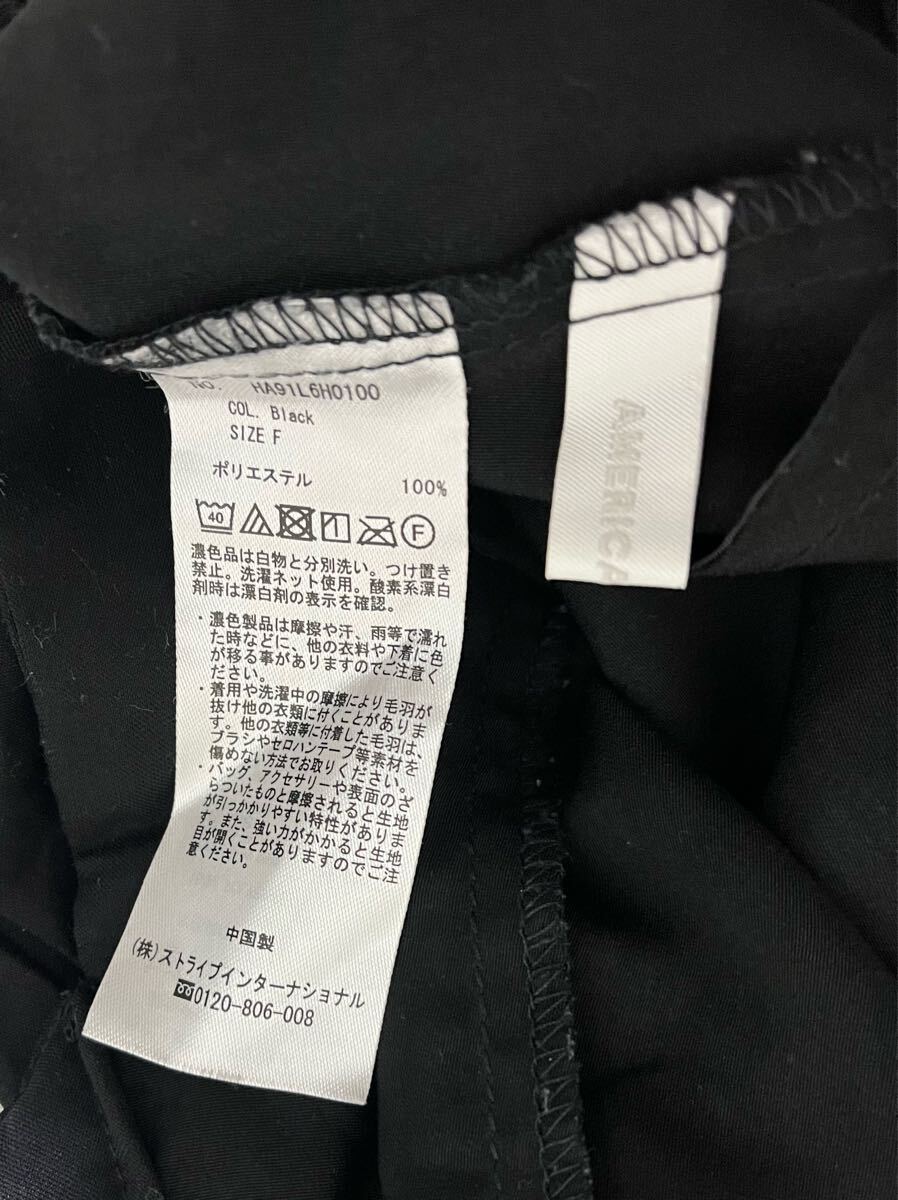 No. HA91L6H0100
COL. Black
SIZE F
ポリエステル 100%
40
F
濃色品は白物と分別洗い。つけ置き
禁止。洗濯ネット使用。酸素系漂白
剤時は漂白剤の表示を確認。
・濃色製品は摩擦や汗、雨等で濡れ
た時などに、他の衣料や下着に色
が移る事がありますのでご注意く
ださい。
・着用や洗濯中の摩擦により毛羽が
抜け他の衣類に付くことがありま
す。他の衣類等に付着した毛羽は、
ブラシやセロハンテープ等素材を
傷めない方法でお取りください。
・バッグ、アクセサリーや表面のざ
らついたものと摩擦されると生地
が引っかかりやすい特性がありま
す。また、強い力がかかると生地
目が開くことがありますのでご注
意ください。
中国製
(株)ストライプインターナショナル
0120-806-008
AMERICA